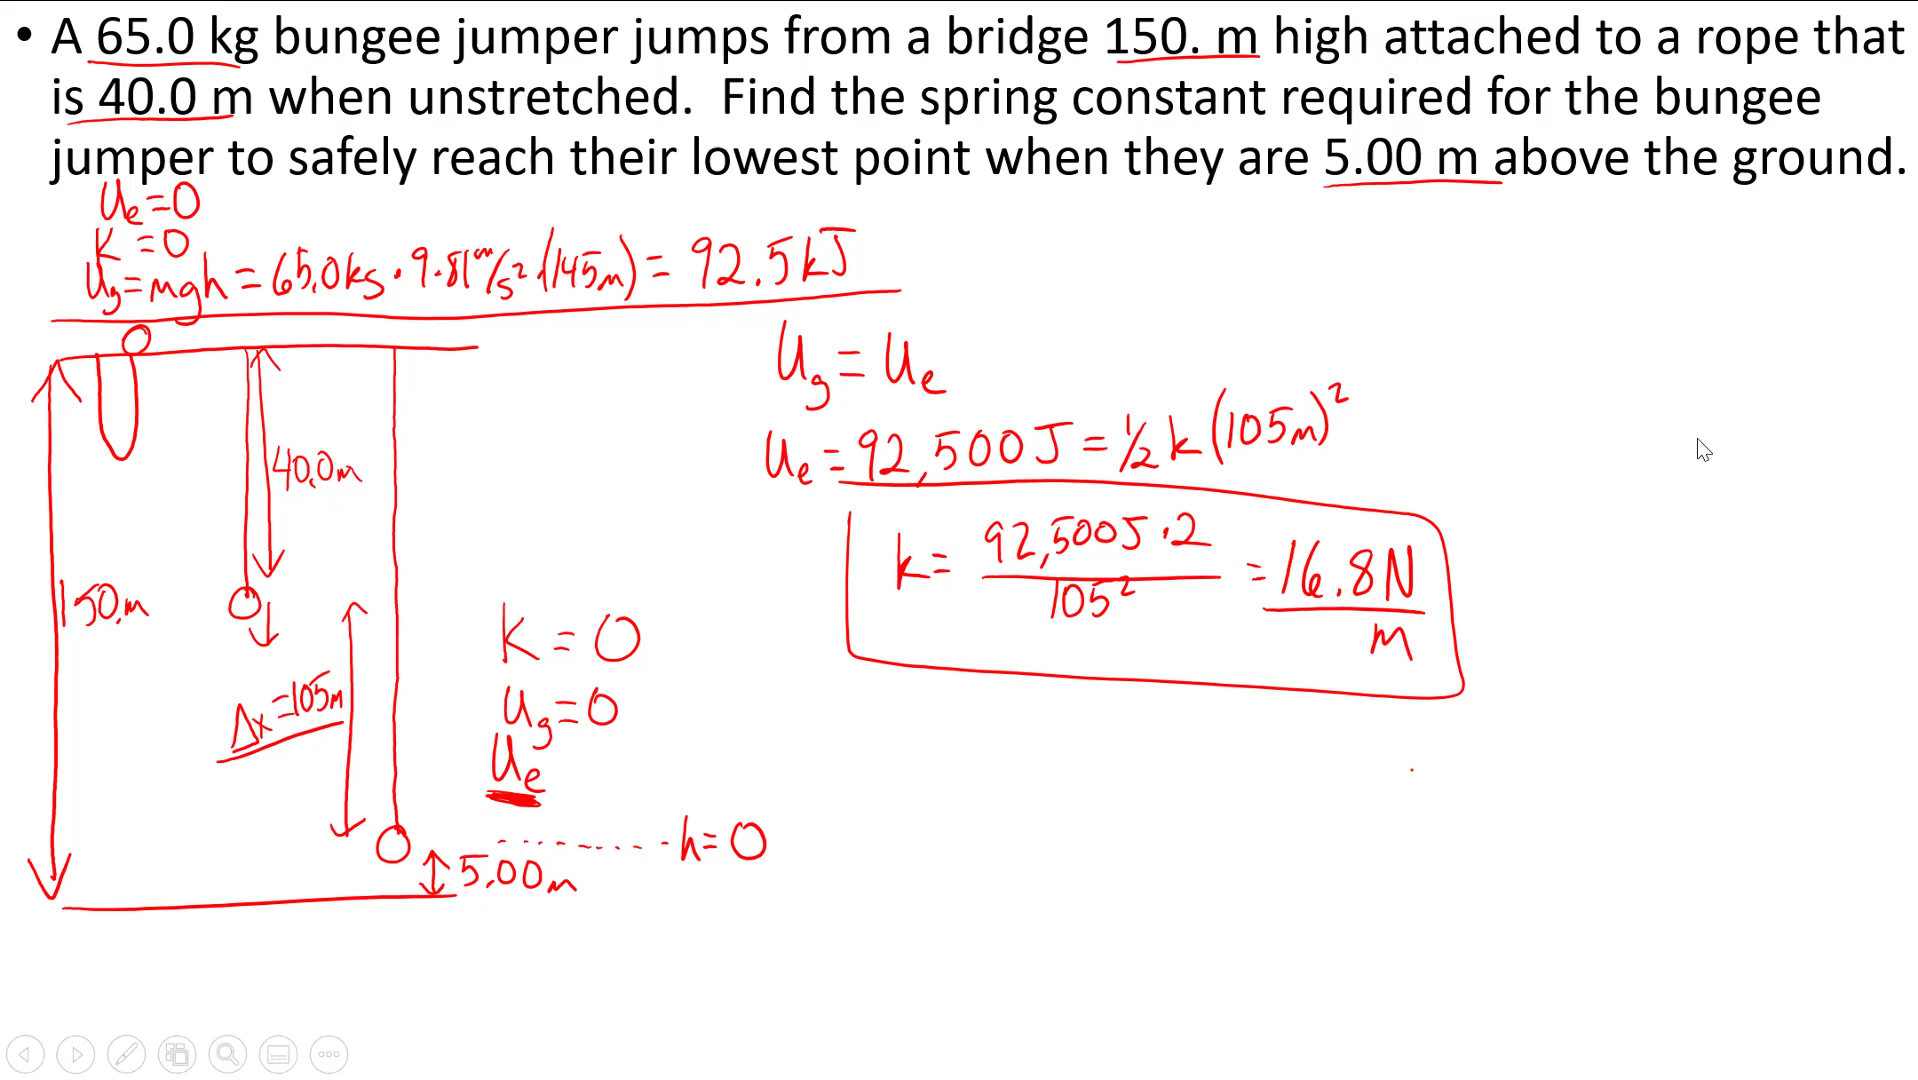 • A 65.0 kg bungee jumper jumps from a bridge 150. m high attached to a rope that
is 40.0 m when unstretched. Find the spring constant required for the bungee
jumper to safely reach their lowest point when they are 5.00 m above the ground.
Ue=0
K =0
Ug=mgh = 65.0kg · 9.81m/s² · (145m) = 92.5kJ
Ug = Ue
Ue = 92,500J = ½ k (105m)²
k = 92,500J · 2 / 105² = 16.8 N/m
40.0m
150.m
Δx =105m
K = 0
Ug=0
Ue
h= 0
5.00m